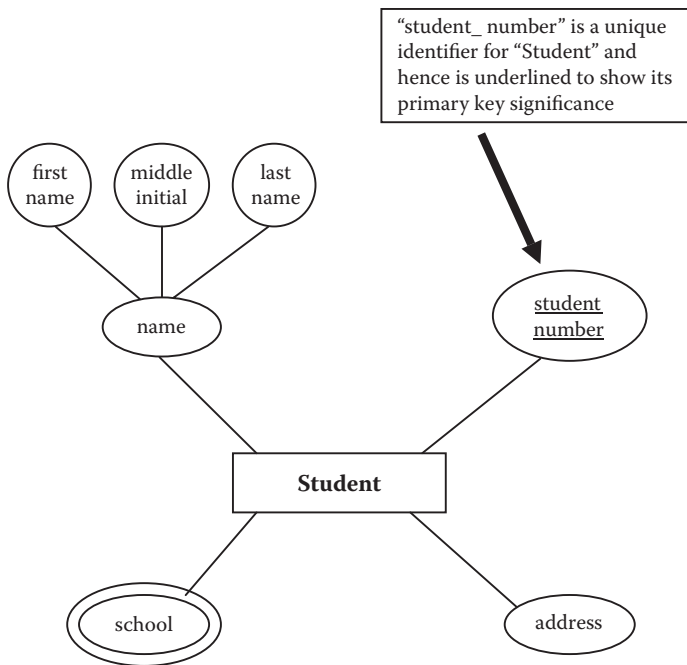 “student_ number” is a unique
identifier for “Student” and
hence is underlined to show its
primary key significance
first
name
middle
initial
last
name
name
student
number
Student
school
address